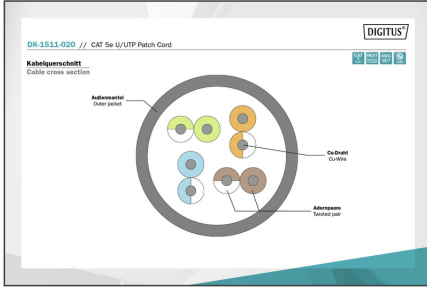 DIGITUS®
DK-1511-020 // CAT 5e U/UTP Patch Cord
Kabelquerschnitt
Cable cross section
Außenmantel
Outer jacket
Cu-Draht
Cu-Wire
Adernpaare
Twisted pair